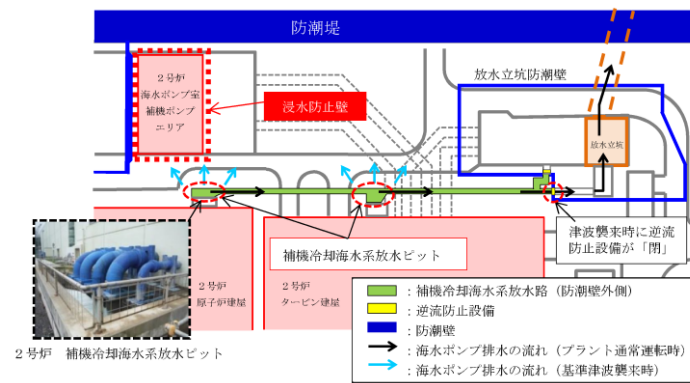 防潮堤
2号炉
海水ポンプ室
補機ポンプ
エリア
浸水防止壁
放水立坑防潮壁
放水立坑
補機冷却海水系放水ピット
津波襲来時に逆流
防止設備が「閉」
2号炉
原子炉建屋
2号炉
タービン建屋
2号炉 補機冷却海水系放水ピット
:補機冷却海水系放水路(防潮壁外側)
:逆流防止設備
:防潮壁
:海水ポンプ排水の流れ(プラント通常運転時)
:海水ポンプ排水の流れ(基準津波襲来時)